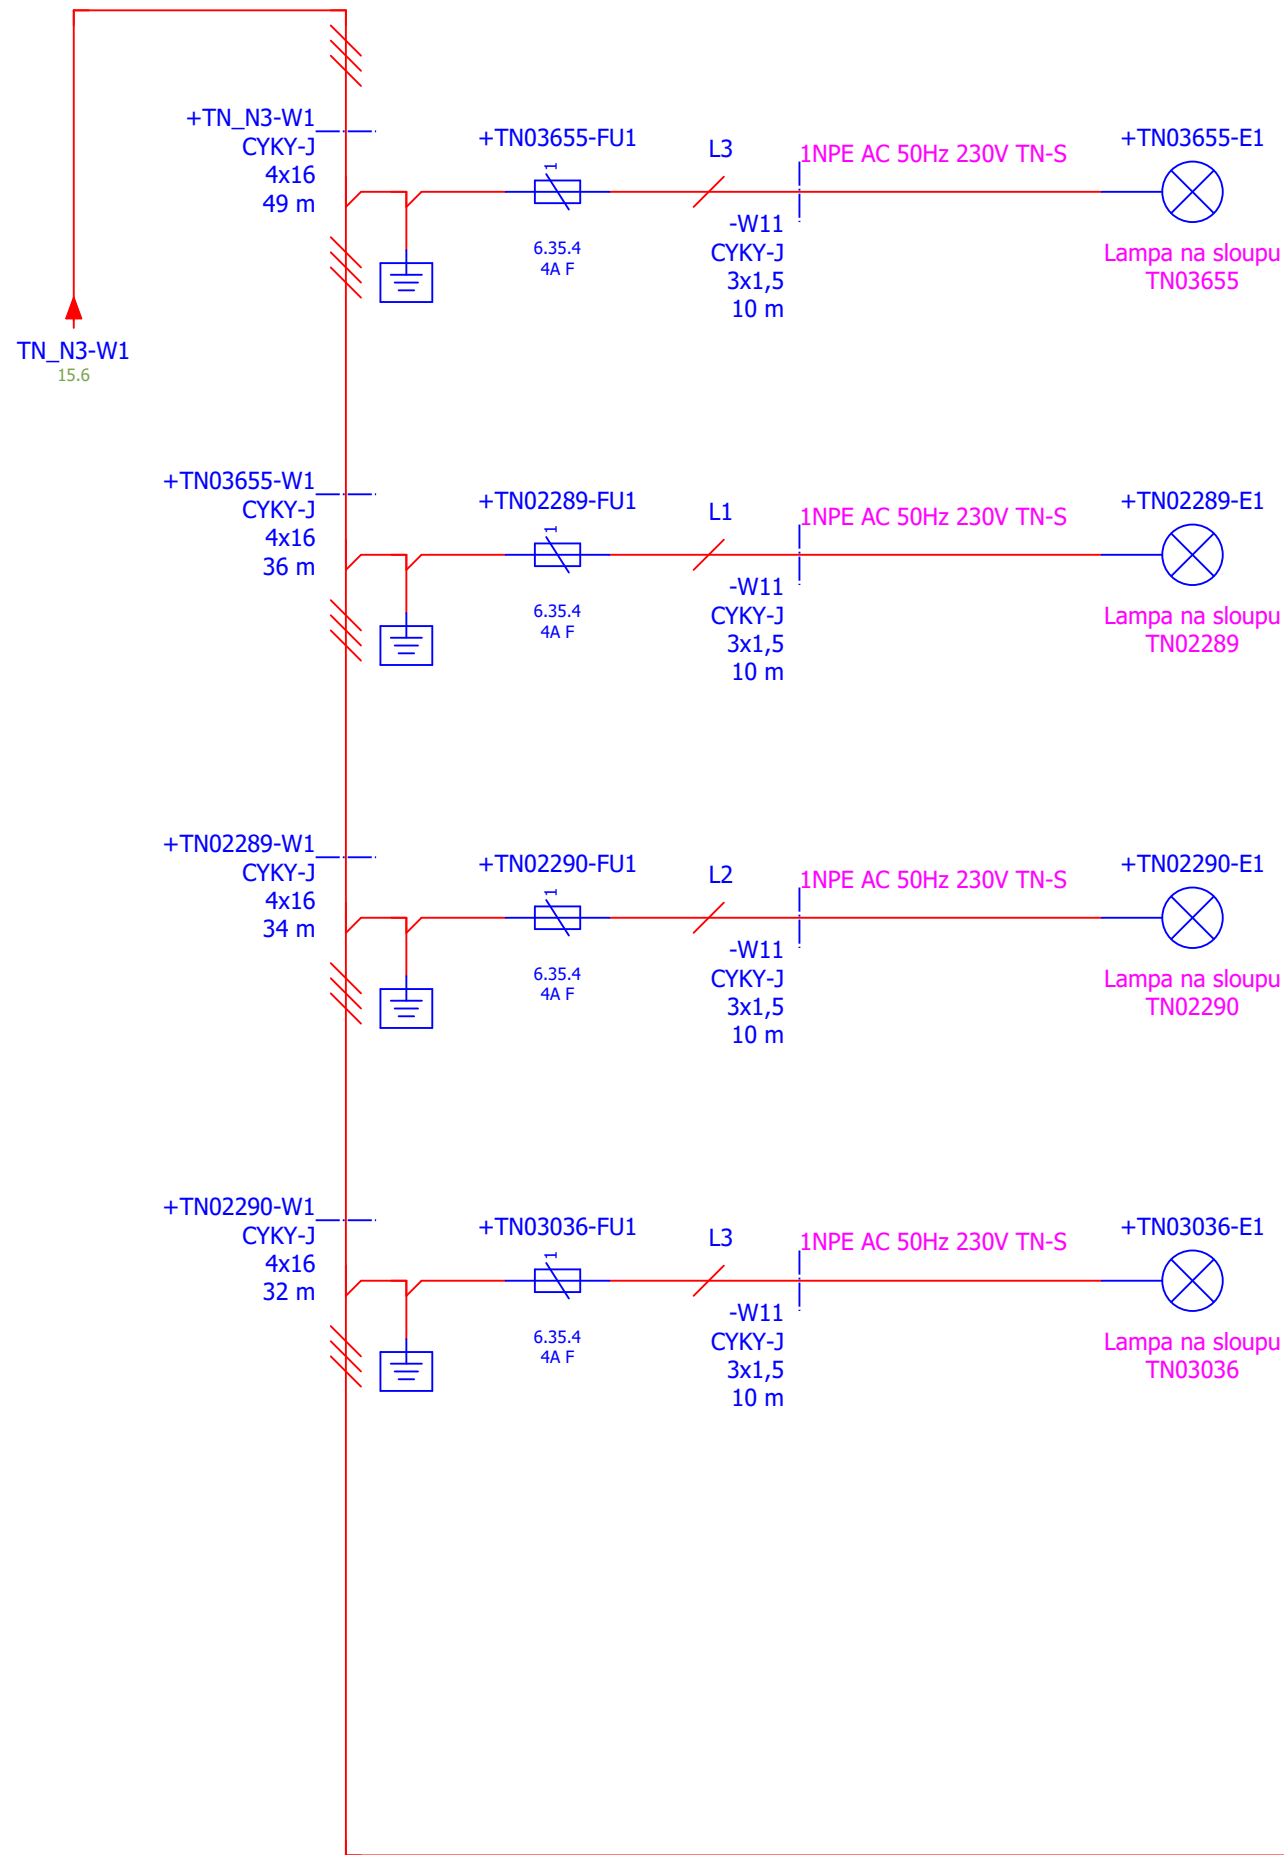 +TN_N3-W1
CYKY-J
4x16
49 m
+TN03655-FU1
1
6.35.4
4A F
L3
1NPE AC 50Hz 230V TN-S
-W11
CYKY-J
3x1,5
10 m
+TN03655-E1
Lampa na sloupu
TN03655
TN_N3-W1
15.6
+TN03655-W1
CYKY-J
4x16
36 m
+TN02289-FU1
1
6.35.4
4A F
L1
1NPE AC 50Hz 230V TN-S
-W11
CYKY-J
3x1,5
10 m
+TN02289-E1
Lampa na sloupu
TN02289
+TN02289-W1
CYKY-J
4x16
34 m
+TN02290-FU1
1
6.35.4
4A F
L2
1NPE AC 50Hz 230V TN-S
-W11
CYKY-J
3x1,5
10 m
+TN02290-E1
Lampa na sloupu
TN02290
+TN02290-W1
CYKY-J
4x16
32 m
+TN03036-FU1
1
6.35.4
4A F
L3
1NPE AC 50Hz 230V TN-S
-W11
CYKY-J
3x1,5
10 m
+TN03036-E1
Lampa na sloupu
TN03036